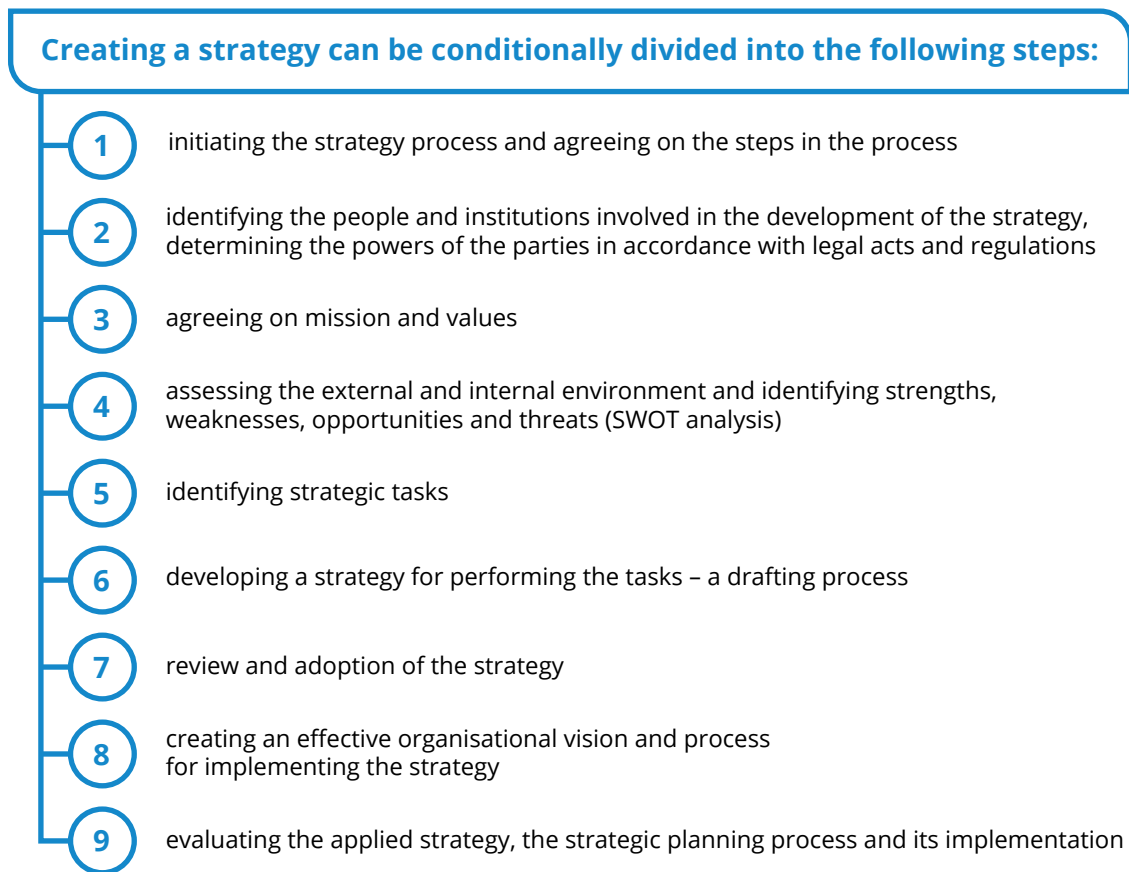 Creating a strategy can be conditionally divided into the following steps:
1 initiating the strategy process and agreeing on the steps in the process
2 identifying the people and institutions involved in the development of the strategy,
determining the powers of the parties in accordance with legal acts and regulations
3 agreeing on mission and values
4 assessing the external and internal environment and identifying strengths,
weaknesses, opportunities and threats (SWOT analysis)
5 identifying strategic tasks
6 developing a strategy for performing the tasks – a drafting process
7 review and adoption of the strategy
8 creating an effective organisational vision and process
for implementing the strategy
9 evaluating the applied strategy, the strategic planning process and its implementation